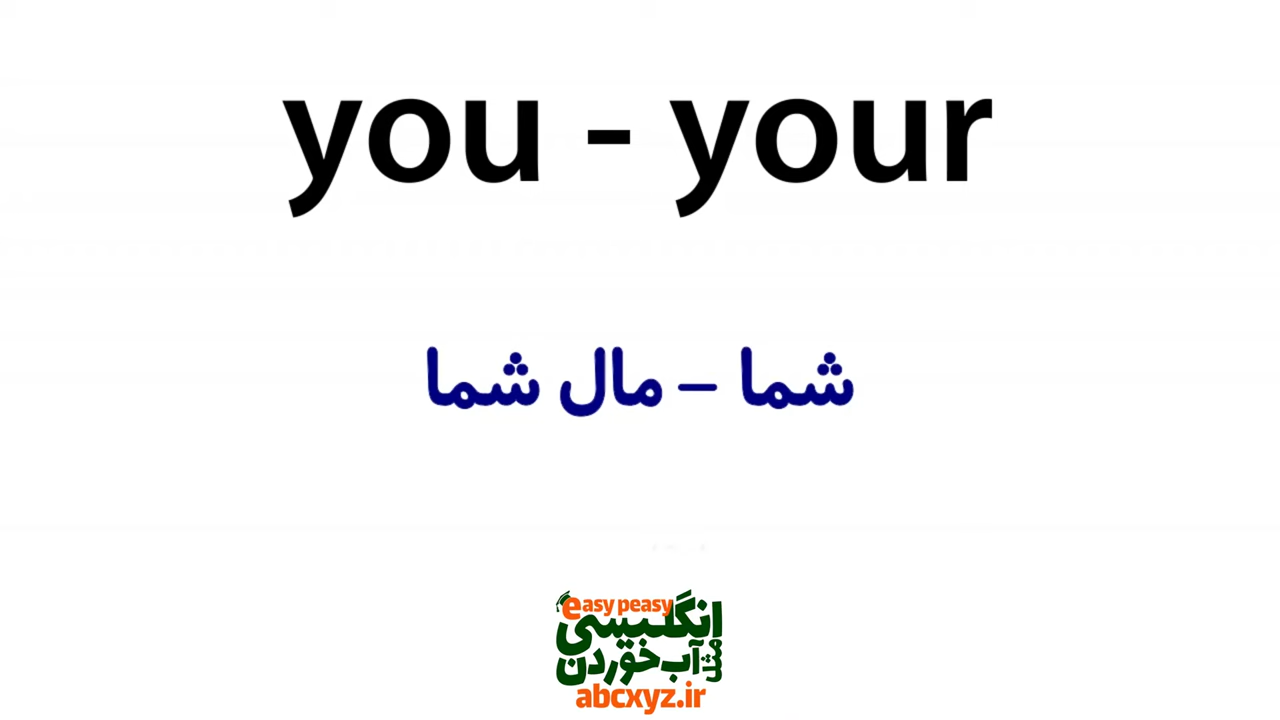 you - your
شما – مال شما
easy peasy
انگلیسی
مثل
آب خوردن
abcxyz.ir